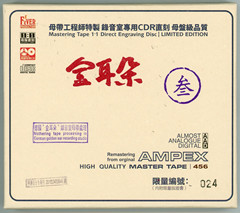 FEVER
母帶工程師特製 錄音室專用CDR直刻 母盤級品質
Mastering Tape 1:1 Direct Engraving Disc | LIMITED EDITION
金耳朵
叁
ALMOST
ANALOGUE
DIGITAL
A
A
D
Remastering
from original
AMPEX
HIGH QUALITY MASTER TAPE | 456
限量編號:
024